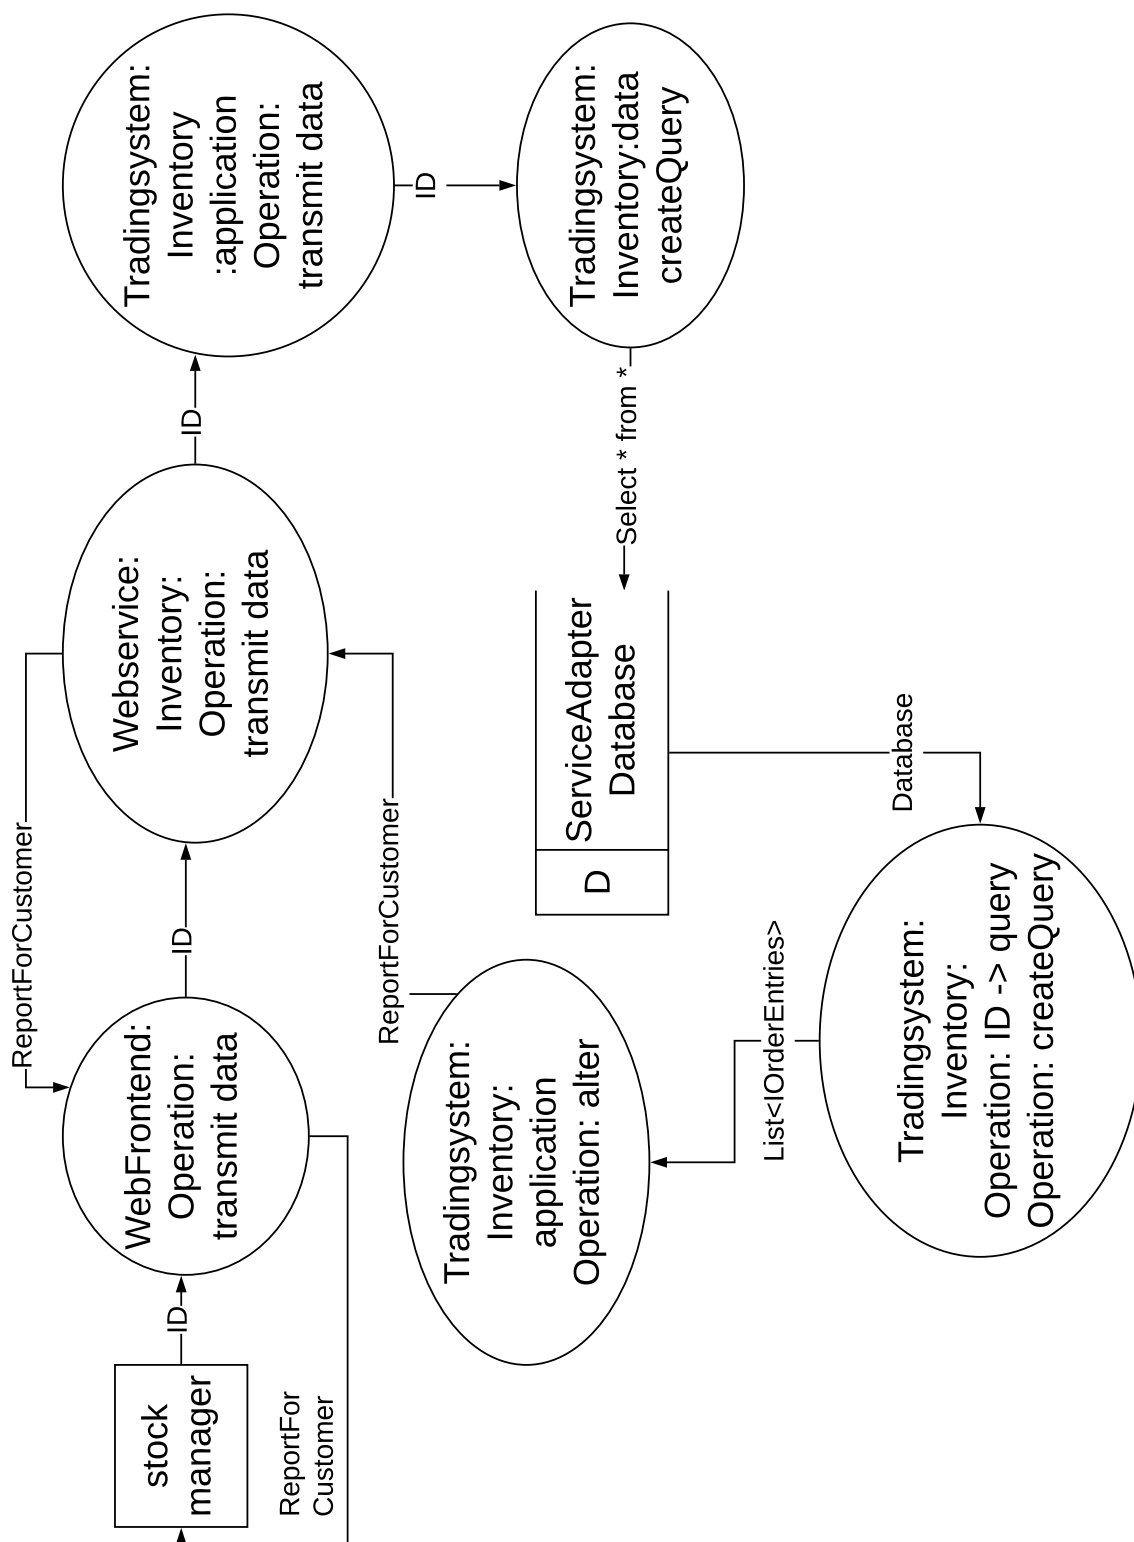 stock
manager
ID
WebFrontend:
Operation:
transmit data
ID
Webservice:
Inventory:
Operation:
transmit data
ID
Tradingsystem:
Inventory
:application
Operation:
transmit data
ID
Tradingsystem:
Inventory:data
createQuery
Select * from *
D
ServiceAdapter
Database
Database
Tradingsystem:
Inventory:
Operation: ID -> query
Operation: createQuery
List<IOrderEntries>
Tradingsystem:
Inventory:
application
Operation: alter
ReportForCustomer
ReportForCustomer
ReportFor
Customer